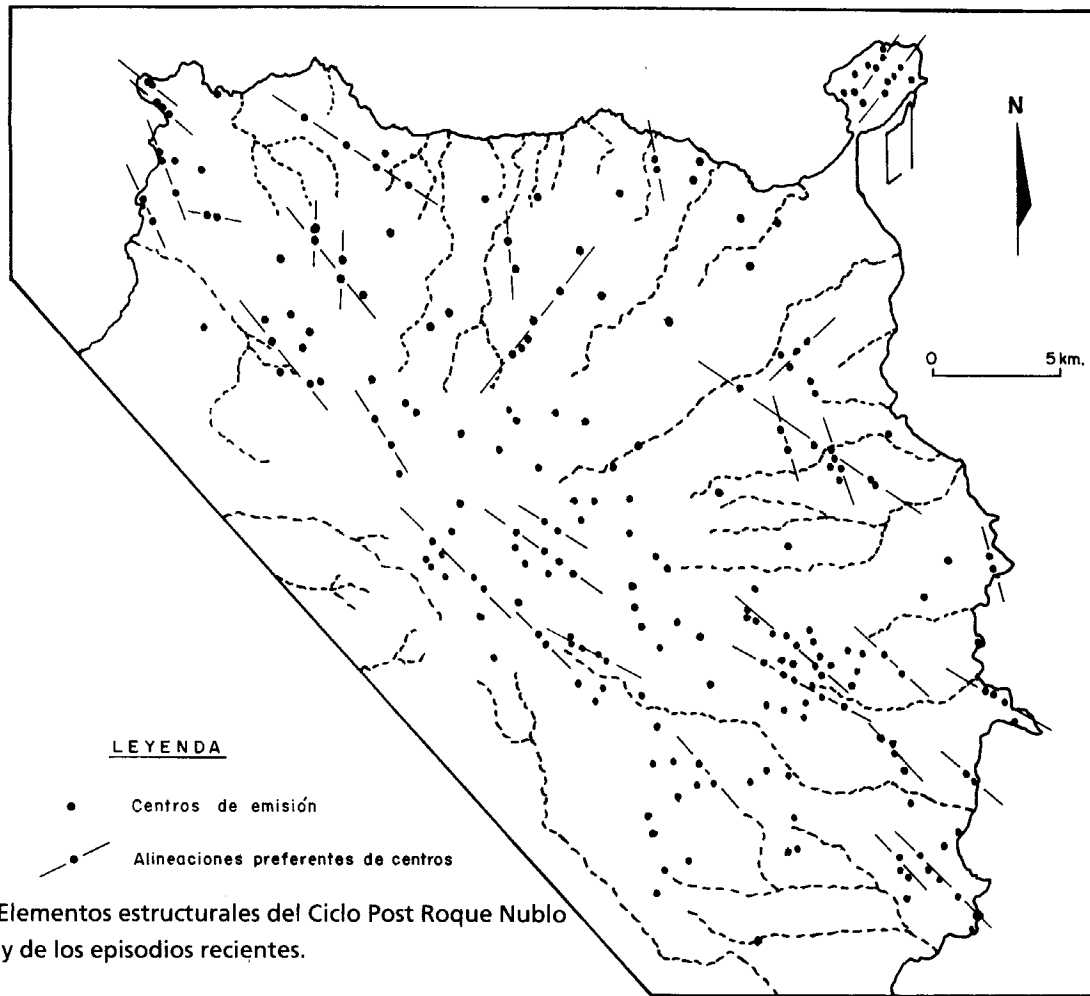 N
0 5 km.
LEYENDA
Centros de emisión
Alineaciones preferentes de centros
Elementos estructurales del Ciclo Post Roque Nublo
y de los episodios recientes.